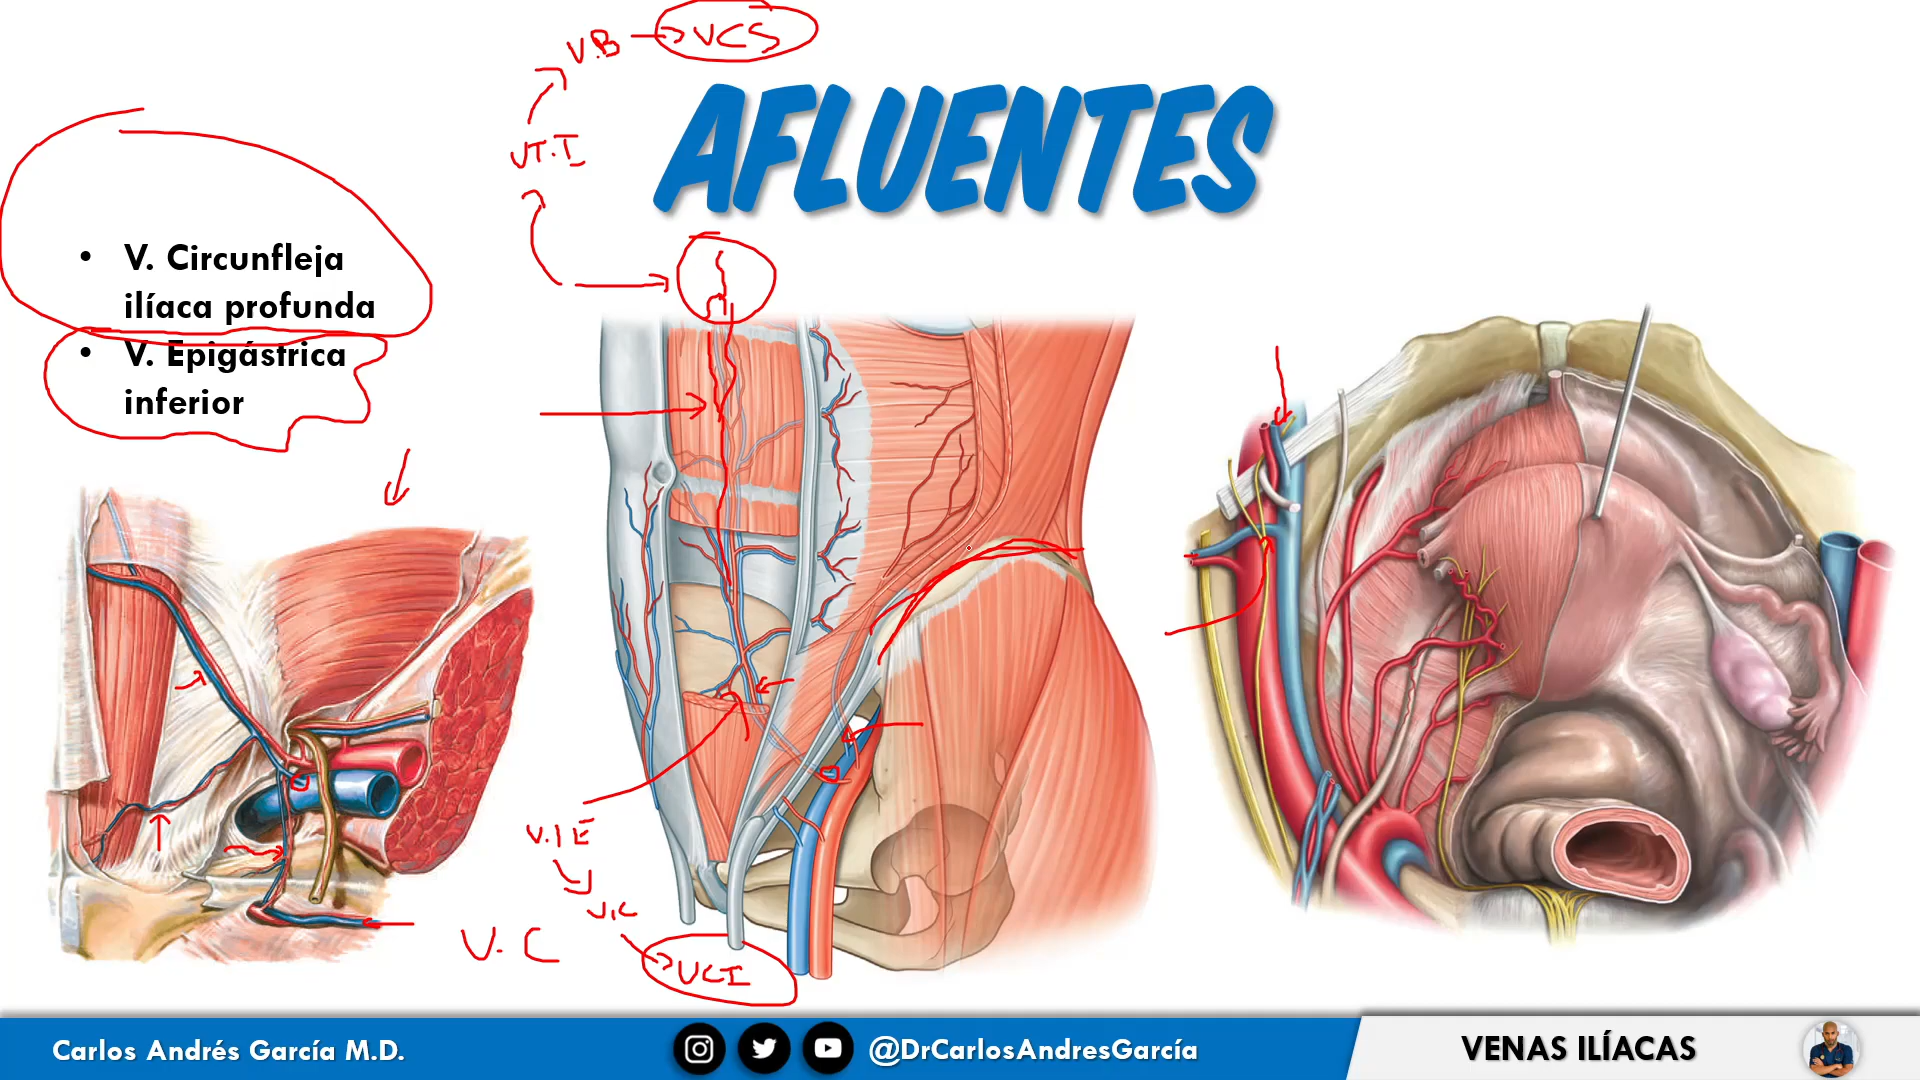 V.B → VCS
AFLUENTES
VT.I
• V. Circunfleja
ilíaca profunda
• V. Epigástrica
inferior
V.I E
V.I.C
V.C
VCI
Carlos Andrés García M.D.
@DrCarlosAndresGarcía
VENAS ILÍACAS